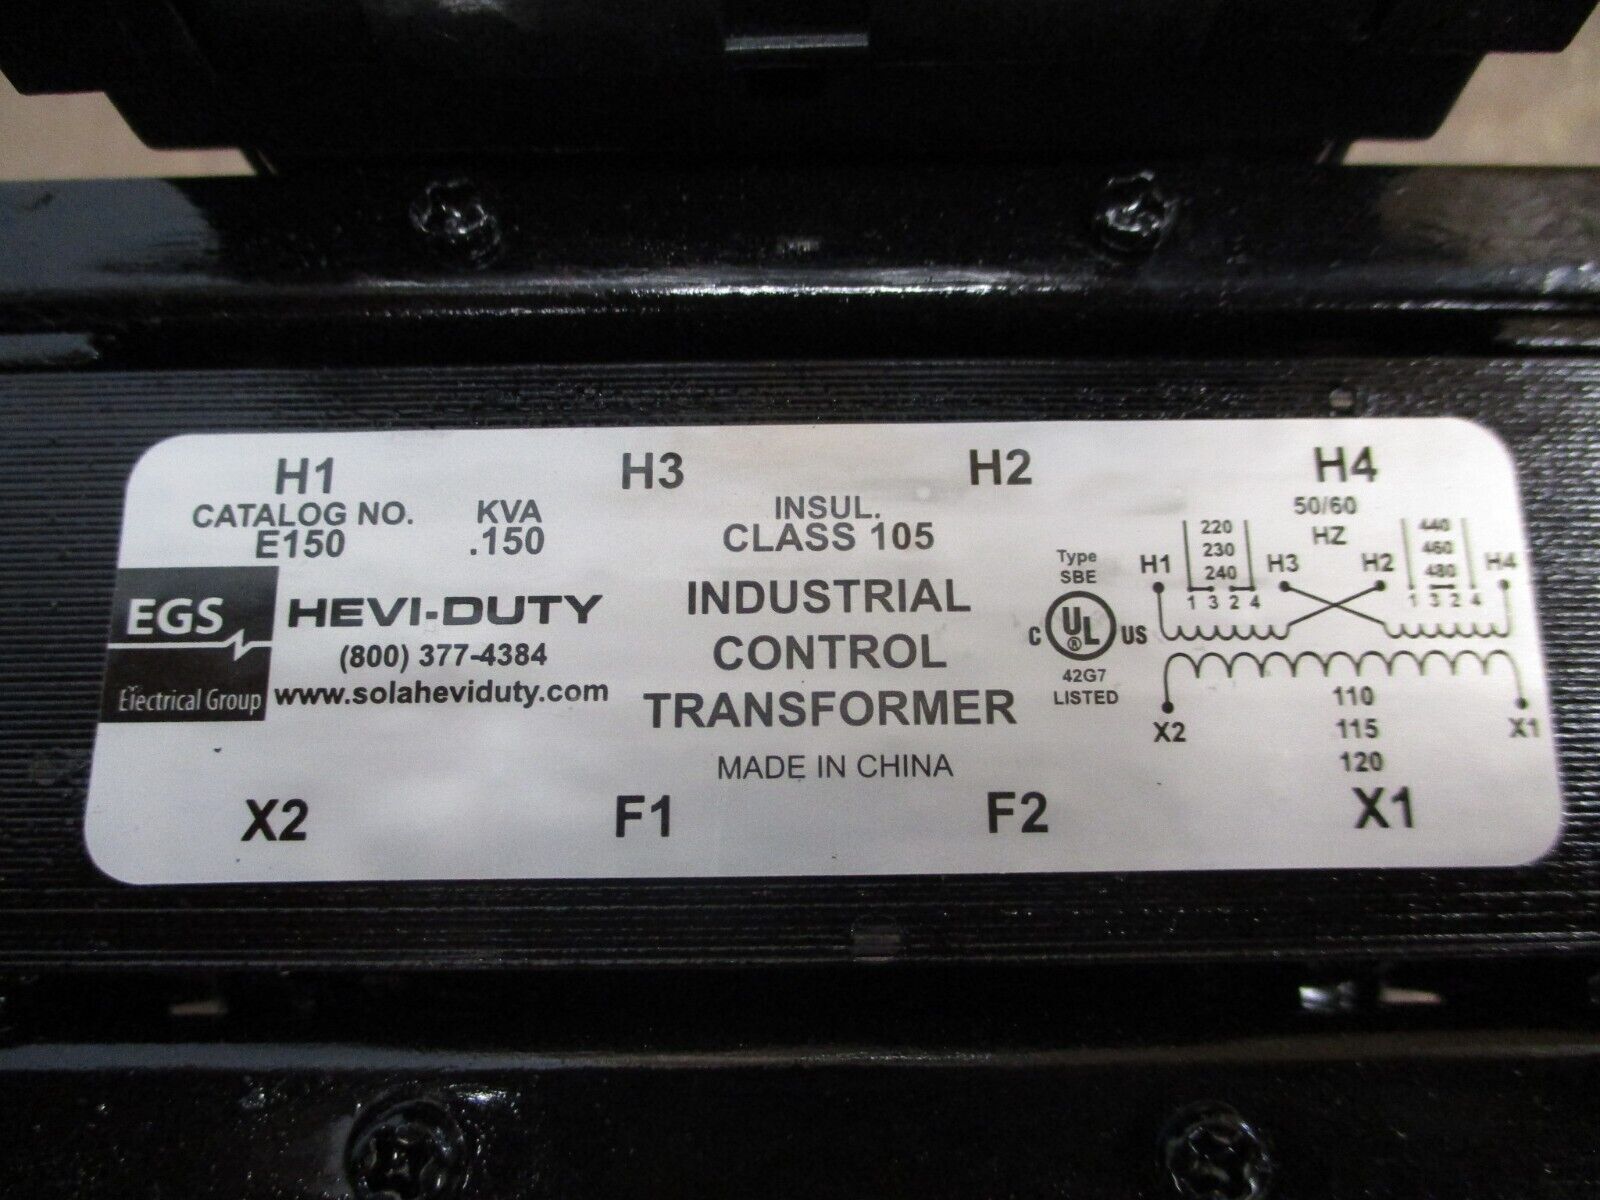 H1 H3 H2 H4
CATALOG NO. KVA INSUL. 50/60
E150 .150 CLASS 105 HZ
EGS
Electrical Group
HEVI-DUTY
(800) 377-4384
www.solaheviduty.com
INDUSTRIAL
CONTROL
TRANSFORMER
MADE IN CHINA
Type
SBE
C UL® US
42G7
LISTED
220 440
230 460
240 480
H1 H3 H2 H4
1 3 2 4 1 3 2 4
X2 110 X1
115
120
X2 F1 F2 X1